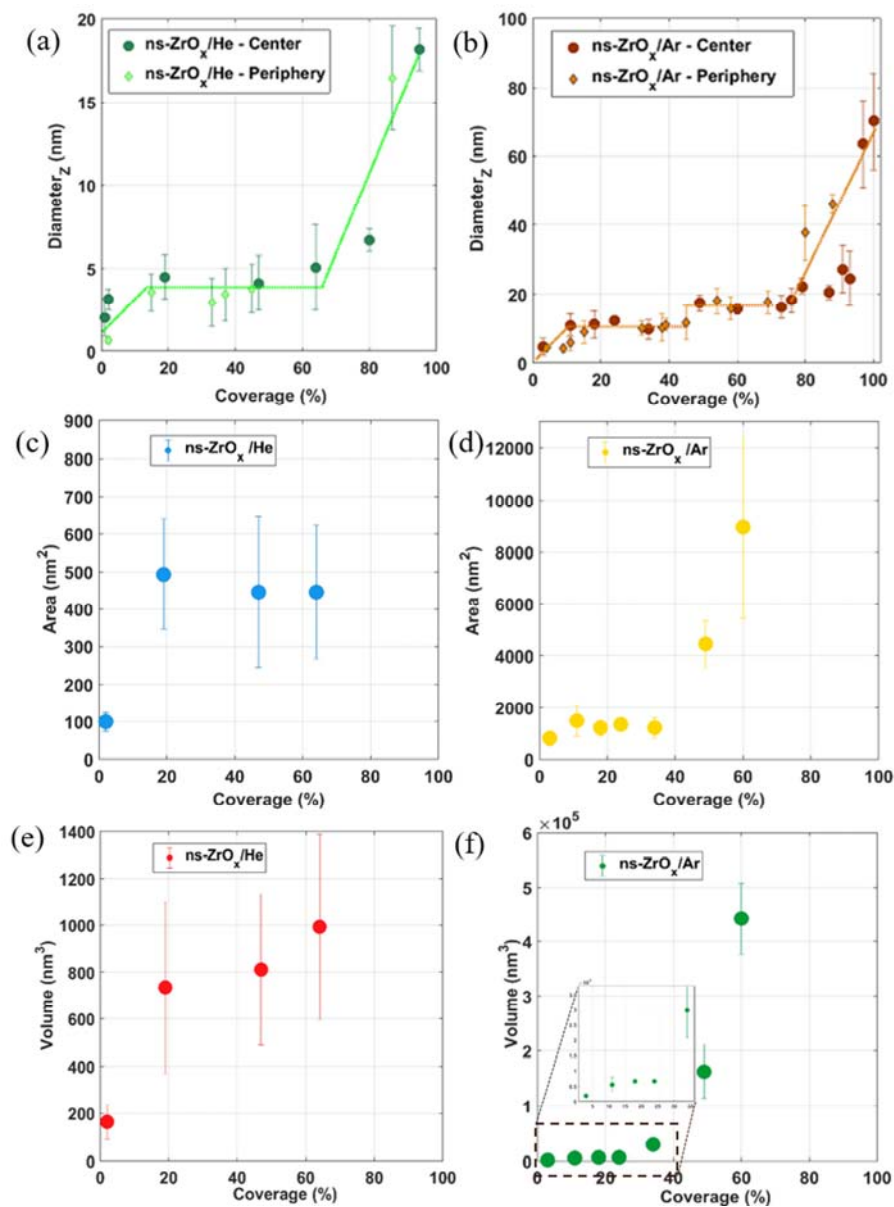 (a)
ns-ZrOx/He - Center
ns-ZrOx/He - Periphery
DiameterZ (nm)
20
15
10
5
0
0 20 40 60 80 100
Coverage (%)
(b)
ns-ZrOx/Ar - Center
ns-ZrOx/Ar - Periphery
DiameterZ (nm)
100
80
60
40
20
0
0 20 40 60 80 100
Coverage (%)
(c)
ns-ZrOx /He
Area (nm2)
900
800
700
600
500
400
300
200
100
0
0 20 40 60 80 100
Coverage (%)
(d)
ns-ZrOx /Ar
Area (nm2)
12000
10000
8000
6000
4000
2000
0
0 20 40 60 80 100
Coverage (%)
(e)
ns-ZrOx/He
Volume (nm3)
1400
1200
1000
800
600
400
200
0
0 20 40 60 80 100
Coverage (%)
(f)
×105
ns-ZrOx/Ar
Volume (nm3)
6
5
4
3
2
1
0
0 20 40 60 80 100
Coverage (%)